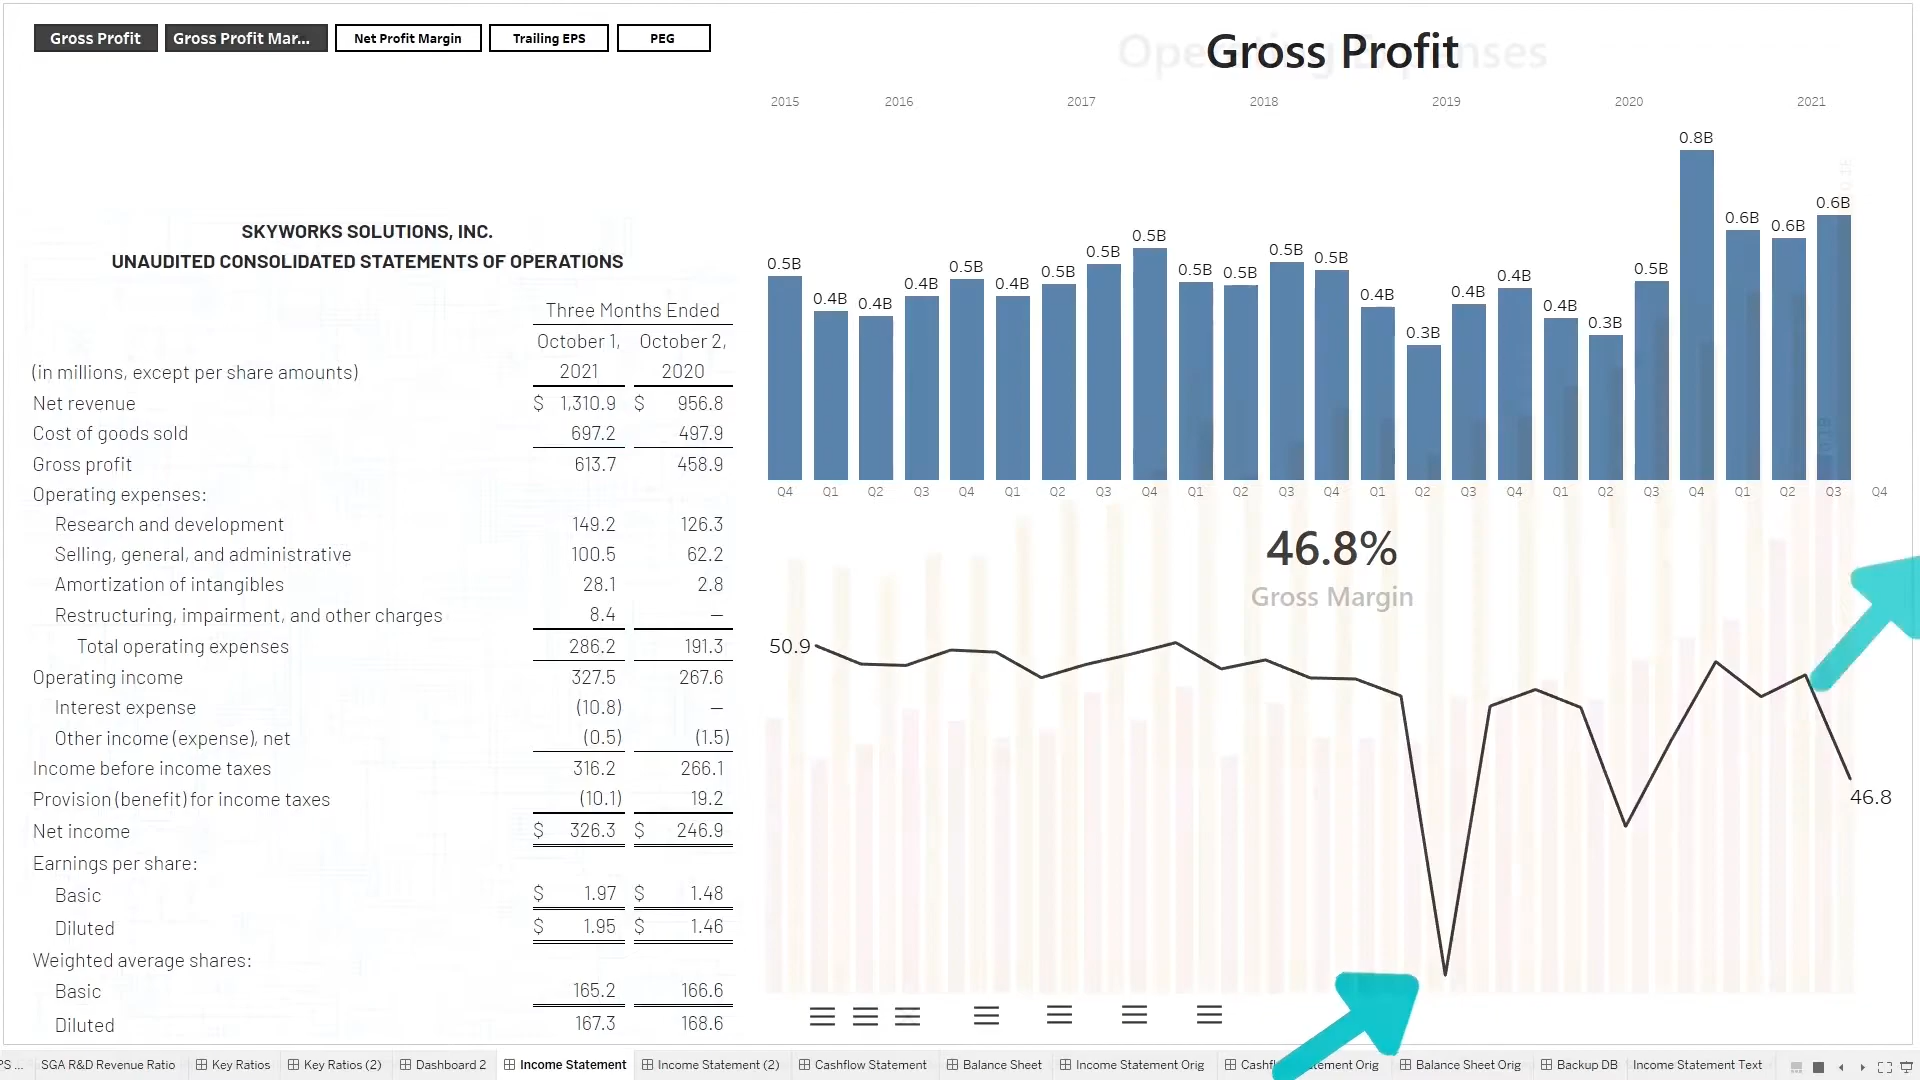 Gross Profit
Gross Profit Mar...
Net Profit Margin
Trailing EPS
PEG
Operating Expenses
Gross Profit
2015 2016 2017 2018 2019 2020 2021
0.5B 0.4B 0.4B 0.4B 0.5B 0.4B 0.5B 0.5B 0.5B 0.5B 0.5B 0.5B 0.5B 0.4B 0.3B 0.4B 0.4B 0.4B 0.3B 0.5B 0.8B 0.6B 0.6B 0.6B
Q4 Q1 Q2 Q3 Q4 Q1 Q2 Q3 Q4 Q1 Q2 Q3 Q4 Q1 Q2 Q3 Q4 Q1 Q2 Q3 Q4 Q1 Q2 Q3 Q4
46.8%
Gross Margin
50.9
46.8
SKYWORKS SOLUTIONS, INC.
UNAUDITED CONSOLIDATED STATEMENTS OF OPERATIONS
Three Months Ended
October 1, October 2,
(in millions, except per share amounts) 2021 2020
Net revenue $ 1,310.9 $ 956.8
Cost of goods sold 697.2 497.9
Gross profit 613.7 458.9
Operating expenses:
Research and development 149.2 126.3
Selling, general, and administrative 100.5 62.2
Amortization of intangibles 28.1 2.8
Restructuring, impairment, and other charges 8.4 —
Total operating expenses 286.2 191.3
Operating income 327.5 267.6
Interest expense (10.8) —
Other income (expense), net (0.5) (1.5)
Income before income taxes 316.2 266.1
Provision (benefit) for income taxes (10.1) 19.2
Net income $ 326.3 $ 246.9
Earnings per share:
Basic $ 1.97 $ 1.48
Diluted $ 1.95 $ 1.46
Weighted average shares:
Basic 165.2 166.6
Diluted 167.3 168.6
PS ... SGA R&D Revenue Ratio Key Ratios Key Ratios (2) Dashboard 2 Income Statement Income Statement (2) Cashflow Statement Balance Sheet Income Statement Orig Cashf tement Orig Balance Sheet Orig Backup DB Income Statement Text